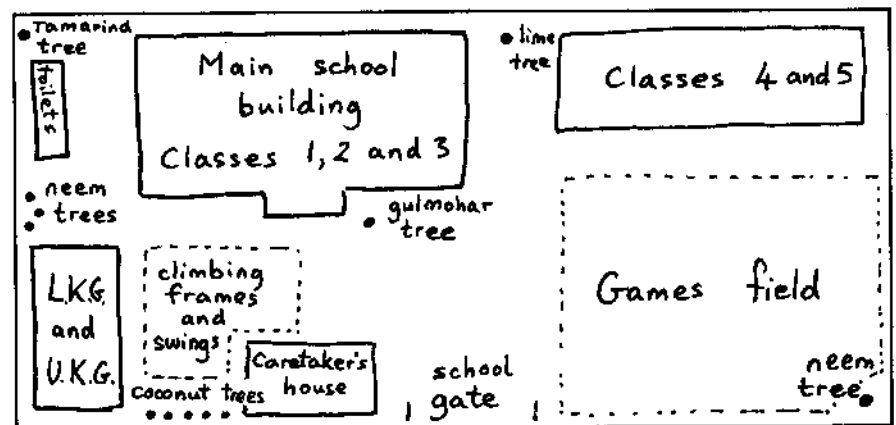 Tamarind
tree
toilets
Main school
building
Classes 1, 2 and 3
lime
tree
Classes 4 and 5
neem
trees
gulmohar
tree
L.K.G.
and
U.K.G.
climbing
frames
and
swings
Caretaker's
house
coconut trees
school
gate
Games field
neem
tree